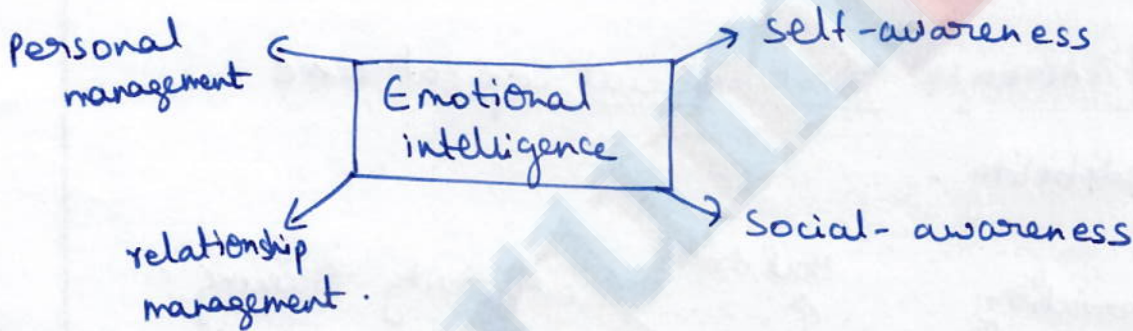 Personal
management
self-awareness
Emotional
intelligence
relationship
management.
Social-awareness